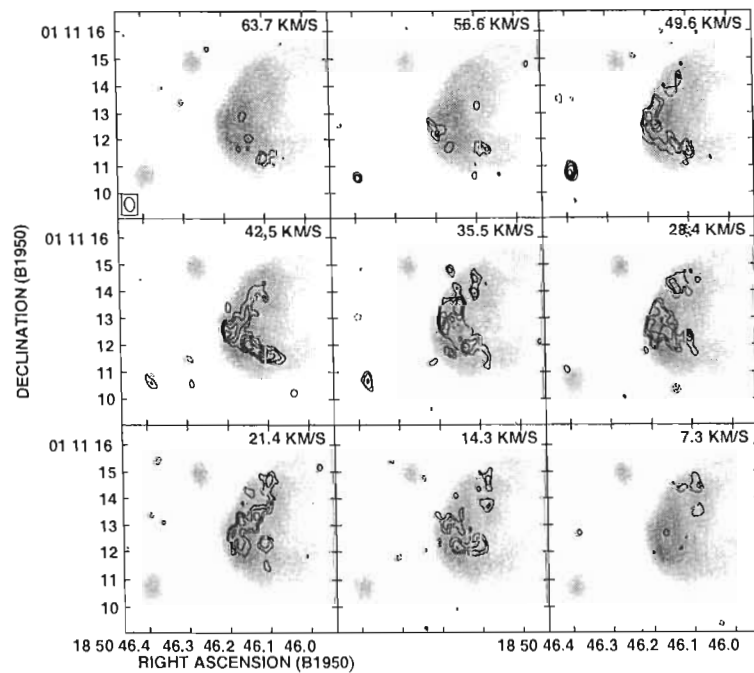 63.7 KM/S
56.6 KM/S
49.6 KM/S
01 11 16
15
14
13
12
11
10
42.5 KM/S
35.5 KM/S
28.4 KM/S
01 11 16
15
14
13
12
11
10
21.4 KM/S
14.3 KM/S
7.3 KM/S
01 11 16
15
14
13
12
11
10
DECLINATION (B1950)
18 50 46.4 46.3 46.2 46.1 46.0
18 50 46.4 46.3 46.2 46.1 46.0
RIGHT ASCENSION (B1950)